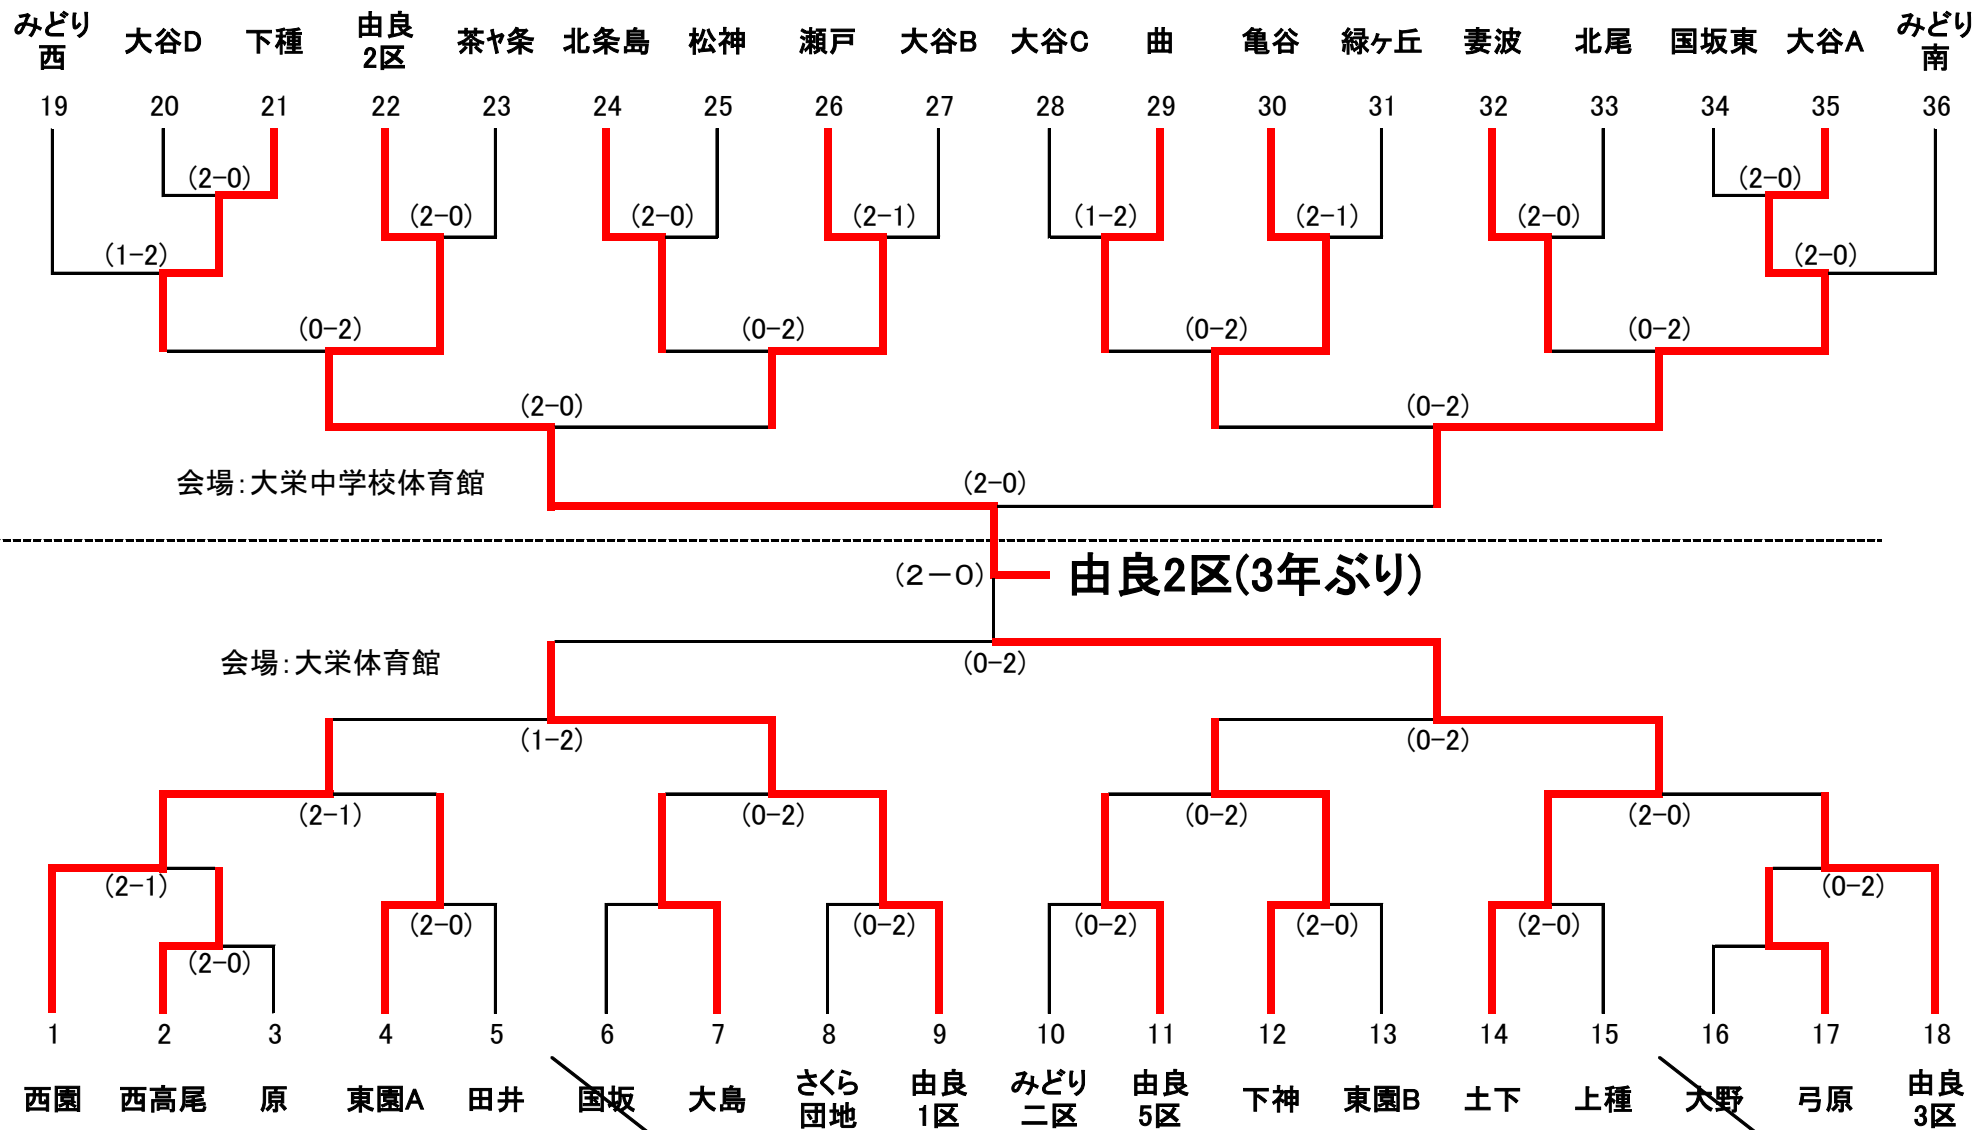 みどり西 大谷D 下種 由良2区 茶ヤ条 北条島 松神 瀬戸 大谷B 大谷C 曲 亀谷 緑ヶ丘 妻波 北尾 国坂東 大谷A みどり南
19 20 21 22 23 24 25 26 27 28 29 30 31 32 33 34 35 36
(2-0) (2-0)
(2-0) (2-0) (2-1) (1-2) (2-1) (2-0)
(1-2) (2-0)
(0-2) (0-2) (0-2) (0-2)
(2-0) (0-2)
会場：大栄中学校体育館 (2-0)
(2－0) 由良2区(3年ぶり)
会場：大栄体育館 (0-2)
(1-2) (0-2)
(2-1) (0-2) (0-2) (2-0)
(2-1) (0-2)
(2-0) (0-2) (0-2) (2-0) (2-0)
(2-0)
1 2 3 4 5 6 7 8 9 10 11 12 13 14 15 16 17 18
西園 西高尾 原 東園A 田井 国坂 大島 さくら団地 由良1区 みどり二区 由良5区 下神 東園B 土下 上種 大野 弓原 由良3区